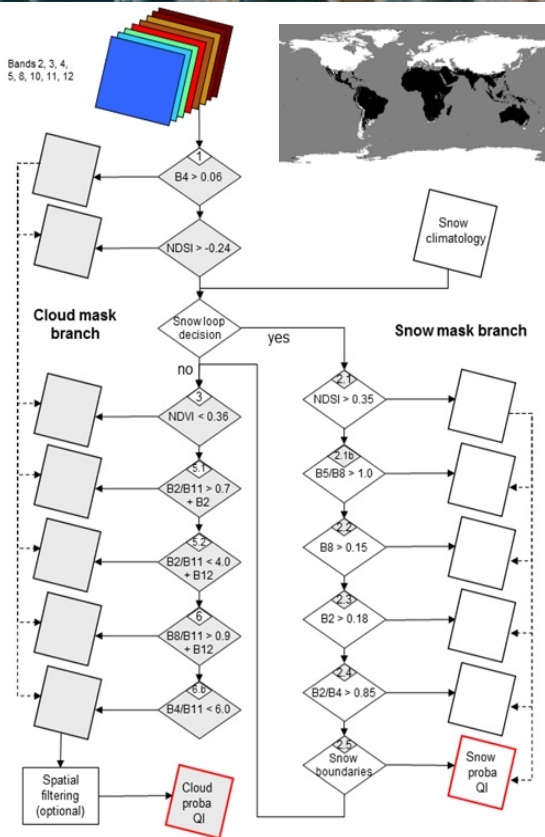 Bands 2, 3, 4,
5, 8, 10, 11, 12
1
B4 > 0.06
NDSI > -0.24
Snow
climatology
Cloud mask
branch
Snow loop
decision
yes
Snow mask branch
no
3
NDVI < 0.36
2.1
NDSI > 0.35
5.1
B2/B11 > 0.7
+ B2
2.1b
B5/B8 > 1.0
5.2
B2/B11 < 4.0
+ B12
2.2
B8 > 0.15
6
B8/B11 > 0.9
+ B12
2.3
B2 > 0.18
6.b
B4/B11 < 6.0
2.4
B2/B4 > 0.85
2.5
Snow
boundaries
Snow
proba
QI
Spatial
filtering
(optional)
Cloud
proba
QI